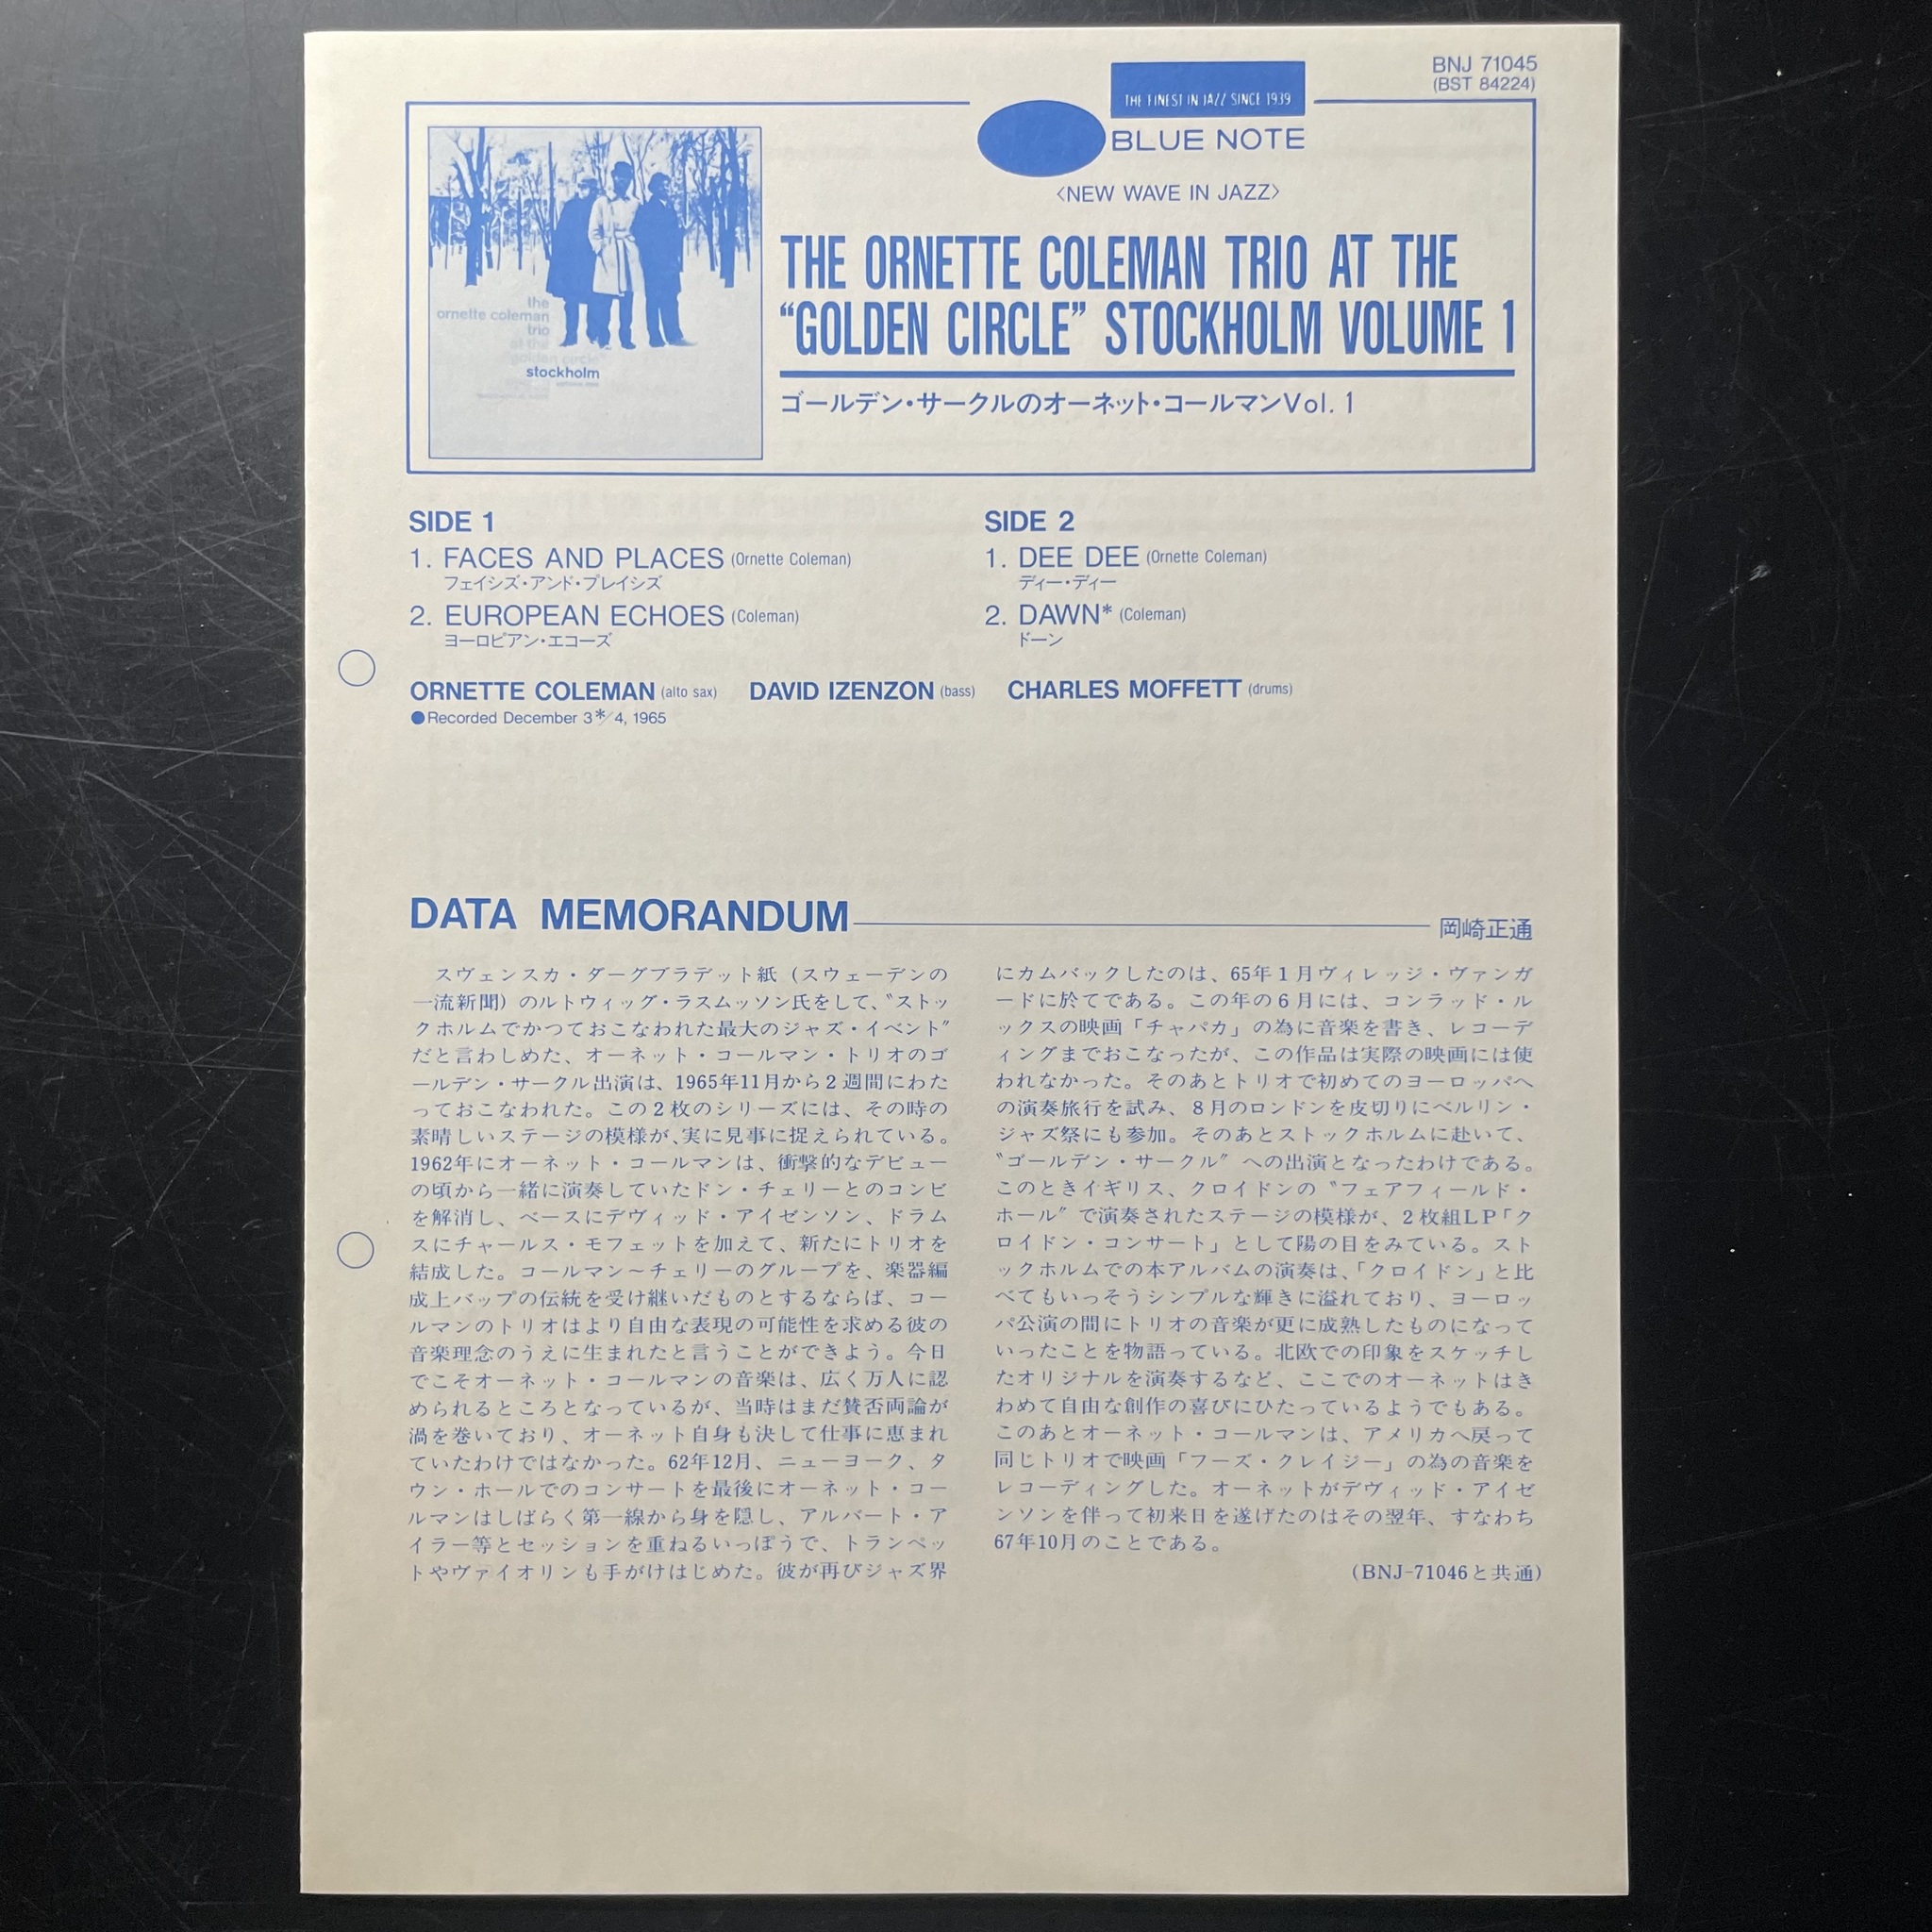 BNJ 71045
(BST 84224)
THE FINEST IN JAZZ SINCE 1939
BLUE NOTE
〈NEW WAVE IN JAZZ〉
THE ORNETTE COLEMAN TRIO AT THE
“GOLDEN CIRCLE” STOCKHOLM VOLUME 1
ゴールデン・サークルのオーネット・コールマンVol. 1
the
ornette coleman
trio
at the
"golden circle"
stockholm
SIDE 1
1. FACES AND PLACES (Ornette Coleman)
フェイシズ・アンド・プレイシズ
2. EUROPEAN ECHOES (Coleman)
ヨーロピアン・エコーズ
SIDE 2
1. DEE DEE (Ornette Coleman)
ディー・ディー
2. DAWN* (Coleman)
ドーン
ORNETTE COLEMAN (alto sax) DAVID IZENZON (bass) CHARLES MOFFETT (drums)
●Recorded December 3*/4, 1965
DATA MEMORANDUM
岡崎正通
スヴェンスカ・ダーグブラデット紙（スウェーデンの
一流新聞）のルトウィッグ・ラスムッソン氏をして、〝ストッ
クホルムでかつておこなわれた最大のジャズ・イベント〟
だと言わしめた、オーネット・コールマン・トリオのゴ
ールデン・サークル出演は、1965年11月から2週間にわた
っておこなわれた。この2枚のシリーズには、その時の
素晴しいステージの模様が、実に見事に捉えられている。
1962年にオーネット・コールマンは、衝撃的なデビュー
の頃から一緒に演奏していたドン・チェリーとのコンビ
を解消し、ベースにデヴィッド・アイゼンソン、ドラム
スにチャールス・モフェットを加えて、新たにトリオを
結成した。コールマン〜チェリーのグループを、楽器編
成上バップの伝統を受け継いだものとするならば、コー
ルマンのトリオはより自由な表現の可能性を求める彼の
音楽理念のうえに生まれたと言うことができよう。今日
でこそオーネット・コールマンの音楽は、広く万人に認
められるところとなっているが、当時はまだ賛否両論が
渦を巻いており、オーネット自身も決して仕事に恵まれ
ていたわけではなかった。62年12月、ニューヨーク、タ
ウン・ホールでのコンサートを最後にオーネット・コー
ルマンはしばらく第一線から身を隠し、アルバート・ア
イラー等とセッションを重ねるいっぽうで、トランペッ
トやヴァイオリンも手がけはじめた。彼が再びジャズ界
にカムバックしたのは、65年1月ヴィレッジ・ヴァンガ
ードに於てである。この年の6月には、コンラッド・ル
ックスの映画「チャパカ」の為に音楽を書き、レコーデ
ィングまでおこなったが、この作品は実際の映画には使
われなかった。そのあとトリオで初めてのヨーロッパへ
の演奏旅行を試み、8月のロンドンを皮切りにベルリン・
ジャズ祭にも参加。そのあとストックホルムに赴いて、
〝ゴールデン・サークル〟への出演となったわけである。
このときイギリス、クロイドンの〝フェアフィールド・
ホール〟で演奏されたステージの模様が、2枚組LP「ク
ロイドン・コンサート」として陽の目をみている。スト
ックホルムでの本アルバムの演奏は、「クロイドン」と比
べてもいっそうシンプルな輝きに溢れており、ヨーロッ
パ公演の間にトリオの音楽が更に成熟したものになって
いったことを物語っている。北欧での印象をスケッチし
たオリジナルを演奏するなど、ここでのオーネットはき
わめて自由な創作の喜びにひたっているようでもある。
このあとオーネット・コールマンは、アメリカへ戻って
同じトリオで映画「フーズ・クレイジー」の為の音楽を
レコーディングした。オーネットがデヴィッド・アイゼ
ンソンを伴って初来日を遂げたのはその翌年、すなわち
67年10月のことである。
(BNJ-71046と共通)